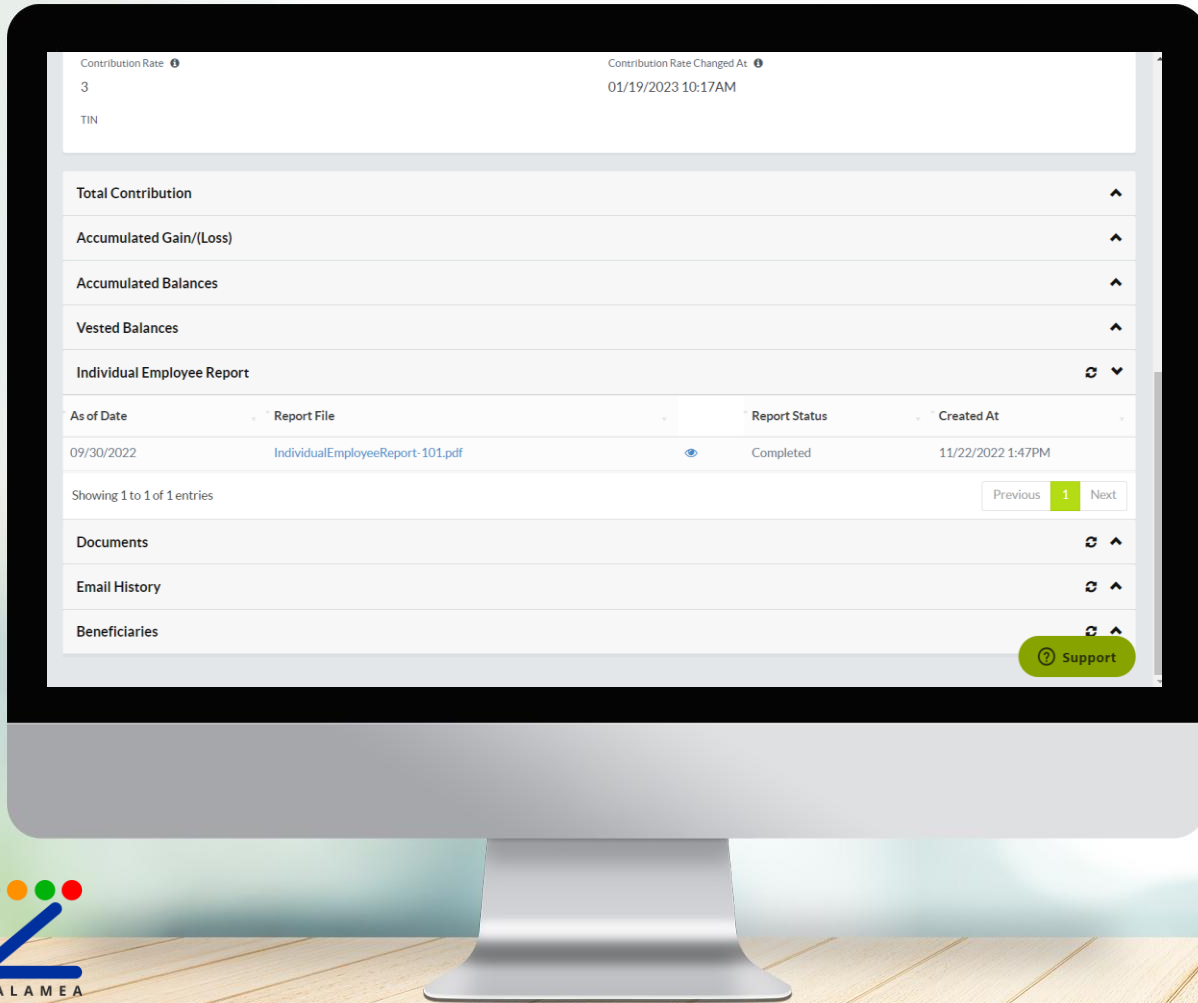 Contribution Rate Contribution Rate Changed At
3 01/19/2023 10:17AM
TIN
Total Contribution
Accumulated Gain/(Loss)
Accumulated Balances
Vested Balances
Individual Employee Report
As of Date Report File Report Status Created At
09/30/2022 IndividualEmployeeReport-101.pdf Completed 11/22/2022 1:47PM
Showing 1 to 1 of 1 entries Previous 1 Next
Documents
Email History
Beneficiaries
Support
ALAMEA